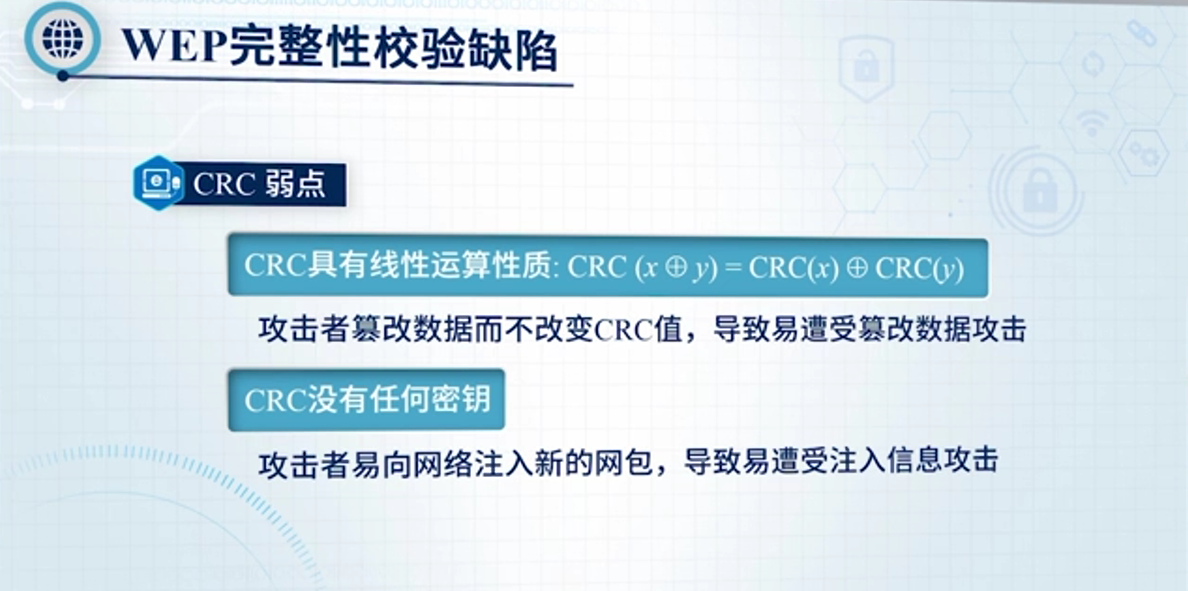 WEP完整性校验缺陷
CRC 弱点
CRC具有线性运算性质: CRC (x ⊕ y) = CRC(x) ⊕ CRC(y)
攻击者篡改数据而不改变CRC值，导致易遭受篡改数据攻击
CRC没有任何密钥
攻击者易向网络注入新的网包，导致易遭受注入信息攻击